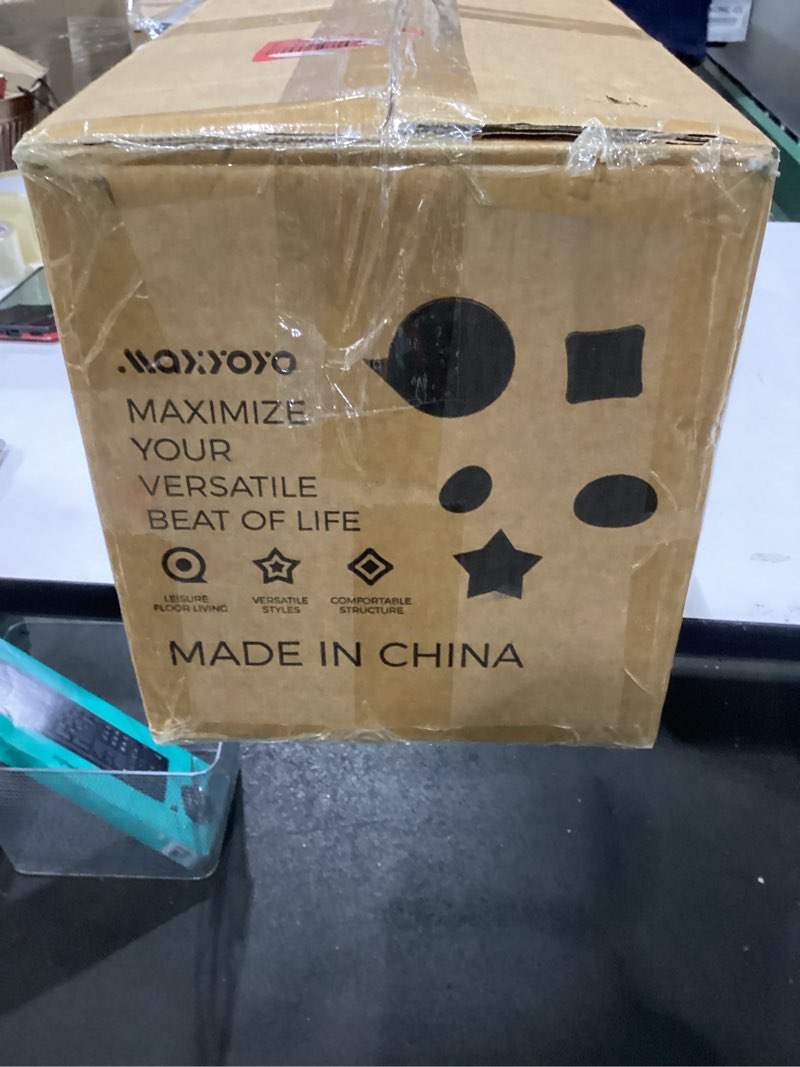 MAXYOYO
MAXIMIZE
YOUR
VERSATILE
BEAT OF LIFE
LEISURE
FLOOR LIVING
VERSATILE
STYLES
COMFORTABLE
STRUCTURE
MADE IN CHINA